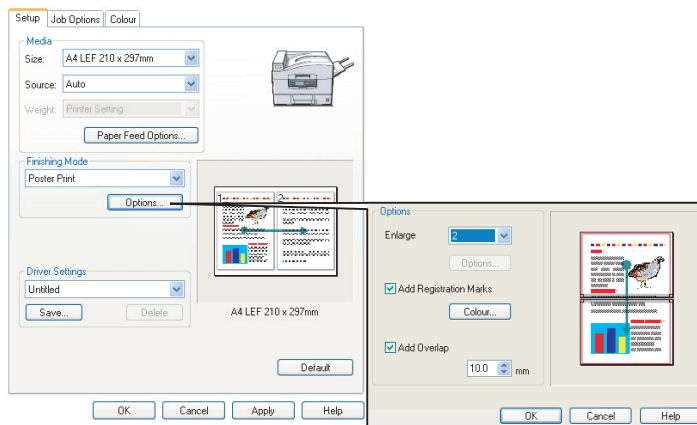 Setup Job Options Colour
Media
Size: A4 LEF 210 x 297mm
Source: Auto
Weight: Printer Setting
Paper Feed Options...
Finishing Mode
Poster Print
Options...
1 2
Driver Settings
Untitled
Save... Delete
A4 LEF 210 x 297mm
Default
OK Cancel Apply Help
Options
Enlarge 2
Options...
Add Registration Marks
Colour...
Add Overlap
10.0 mm
OK Cancel Help